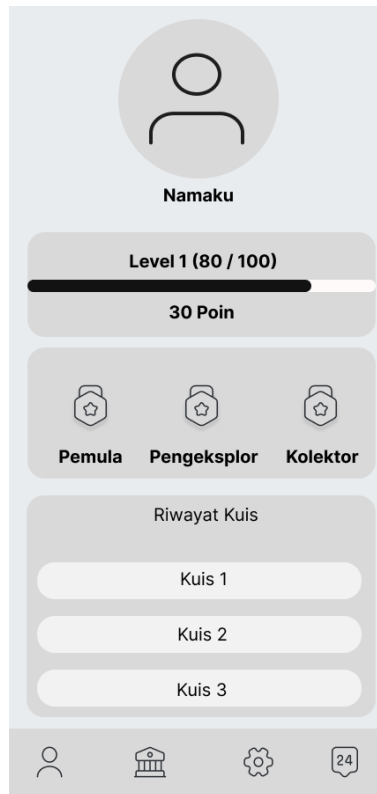 Namaku
Level 1 (80 / 100)
30 Poin
Pemula Pengeksplor Kolektor
Riwayat Kuis
Kuis 1
Kuis 2
Kuis 3
24